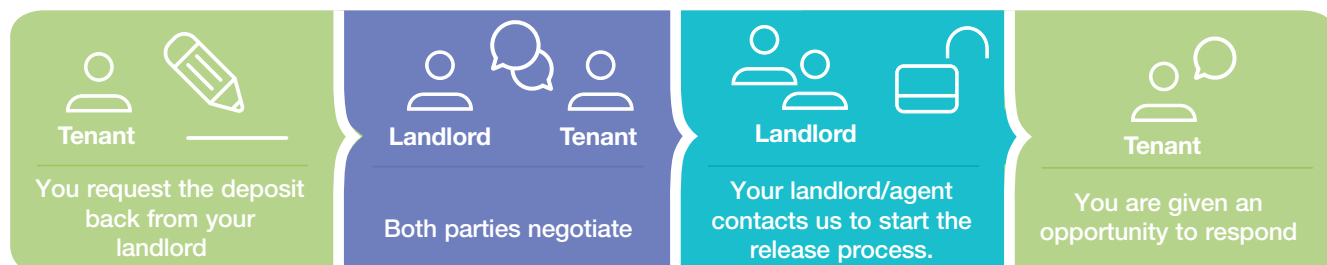 Tenant
You request the deposit
back from your
landlord
Landlord
Tenant
Both parties negotiate
Landlord
Your landlord/agent
contacts us to start the
release process.
Tenant
You are given an
opportunity to respond